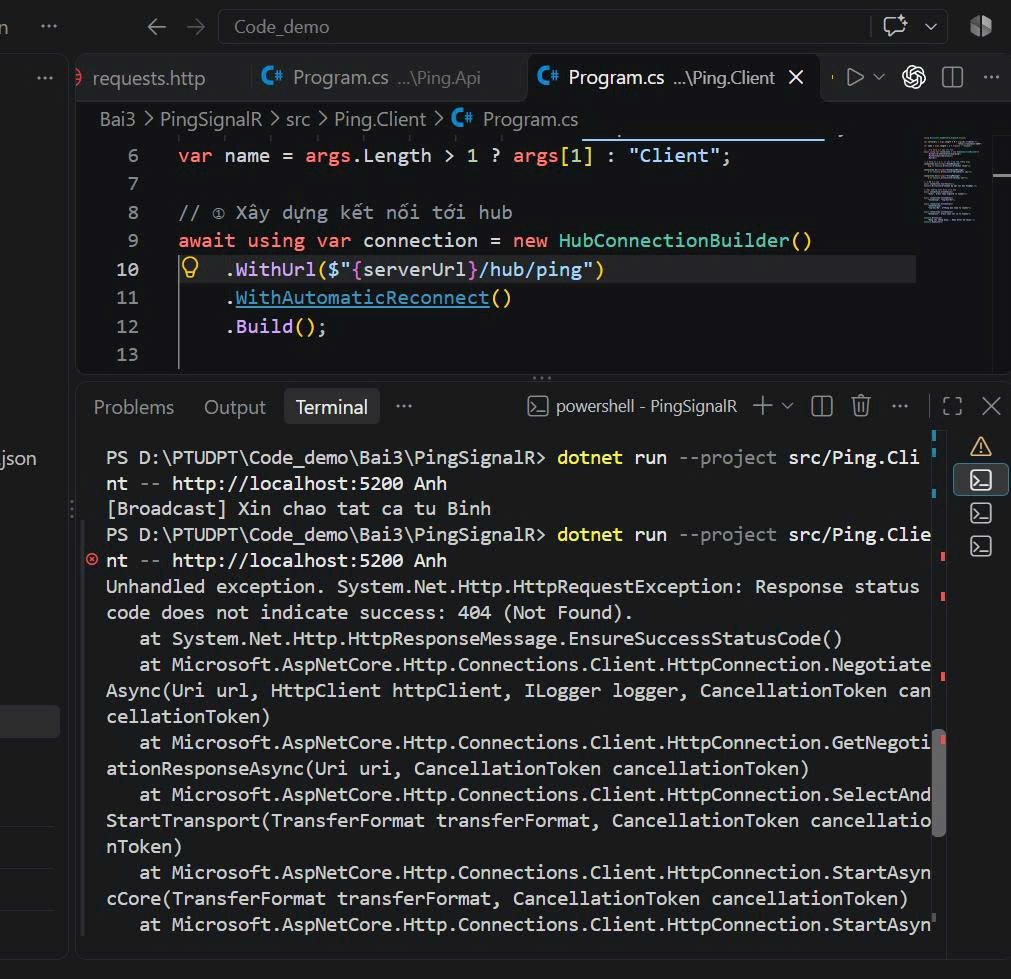 n ··· Code_demo
··· requests.http Program.cs ...\Ping.Api Program.cs ...\Ping.Client
Bai3 > PingSignalR > src > Ping.Client > Program.cs
6 var name = args.Length > 1 ? args[1] : "Client";
7
8 // ① Xây dựng kết nối tới hub
9 await using var connection = new HubConnectionBuilder()
10 .WithUrl($"{serverUrl}/hub/ping")
11 .WithAutomaticReconnect()
12 .Build();
13
Problems Output Terminal ··· powershell - PingSignalR
.json
PS D:\PTUDPT\Code_demo\Bai3\PingSignalR> dotnet run --project src/Ping.Cli
nt -- http://localhost:5200 Anh
[Broadcast] Xin chao tat ca tu Binh
PS D:\PTUDPT\Code_demo\Bai3\PingSignalR> dotnet run --project src/Ping.Clie
nt -- http://localhost:5200 Anh
Unhandled exception. System.Net.Http.HttpRequestException: Response status
code does not indicate success: 404 (Not Found).
at System.Net.Http.HttpResponseMessage.EnsureSuccessStatusCode()
at Microsoft.AspNetCore.Http.Connections.Client.HttpConnection.Negotiate
Async(Uri url, HttpClient httpClient, ILogger logger, CancellationToken can
cellationToken)
at Microsoft.AspNetCore.Http.Connections.Client.HttpConnection.GetNegoti
ationResponseAsync(Uri uri, CancellationToken cancellationToken)
at Microsoft.AspNetCore.Http.Connections.Client.HttpConnection.SelectAnd
StartTransport(TransferFormat transferFormat, CancellationToken cancellatio
nToken)
at Microsoft.AspNetCore.Http.Connections.Client.HttpConnection.StartAsyn
cCore(TransferFormat transferFormat, CancellationToken cancellationToken)
at Microsoft.AspNetCore.Http.Connections.Client.HttpConnection.StartAsyn